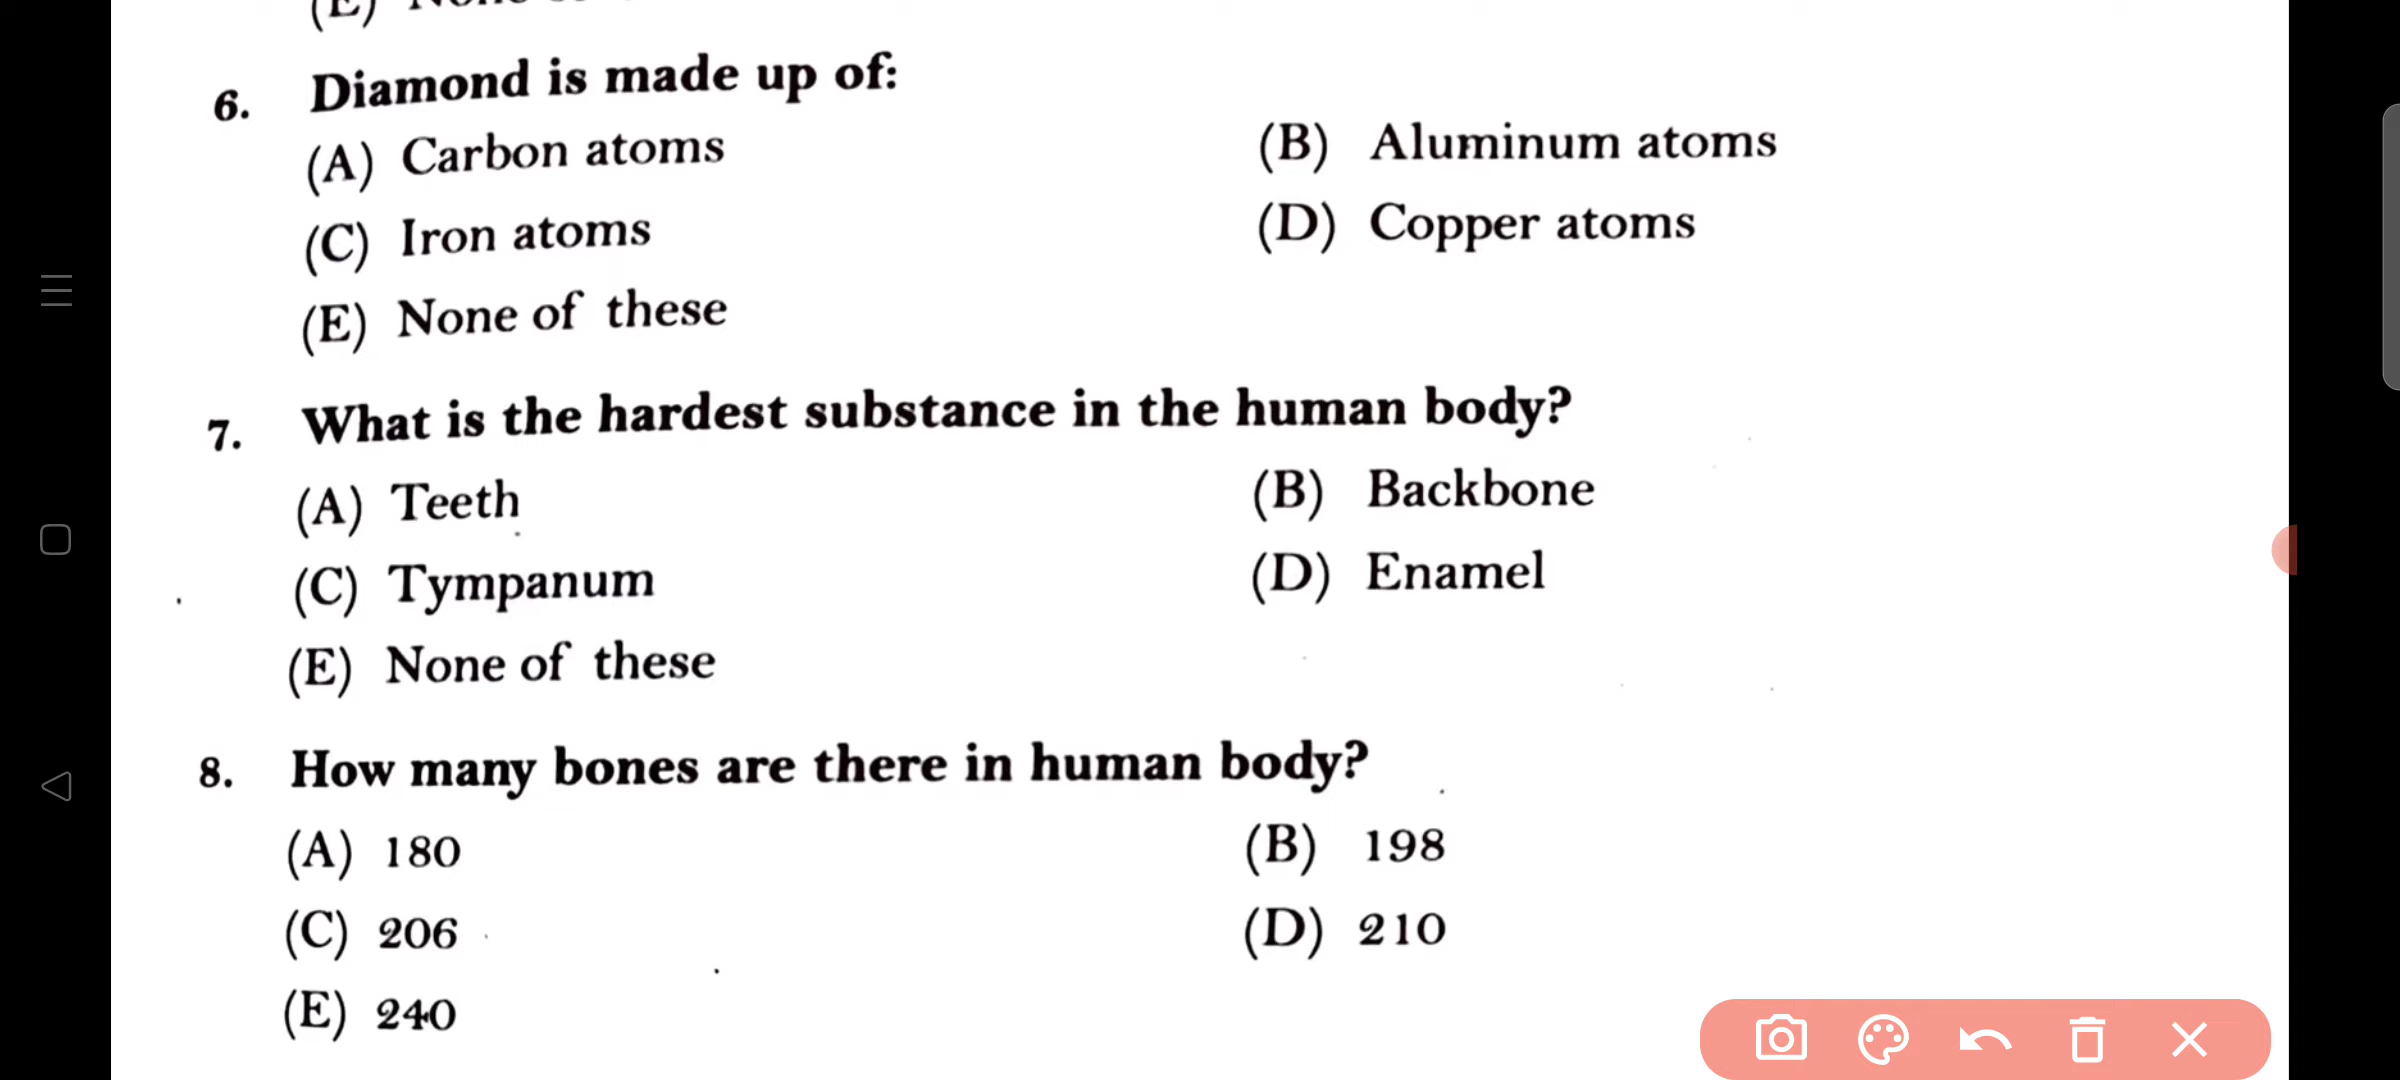 6. Diamond is made up of:
(A) Carbon atoms (B) Aluminum atoms
(C) Iron atoms (D) Copper atoms
(E) None of these
7. What is the hardest substance in the human body?
(A) Teeth (B) Backbone
(C) Tympanum (D) Enamel
(E) None of these
8. How many bones are there in human body?
(A) 180 (B) 198
(C) 206 (D) 210
(E) 240